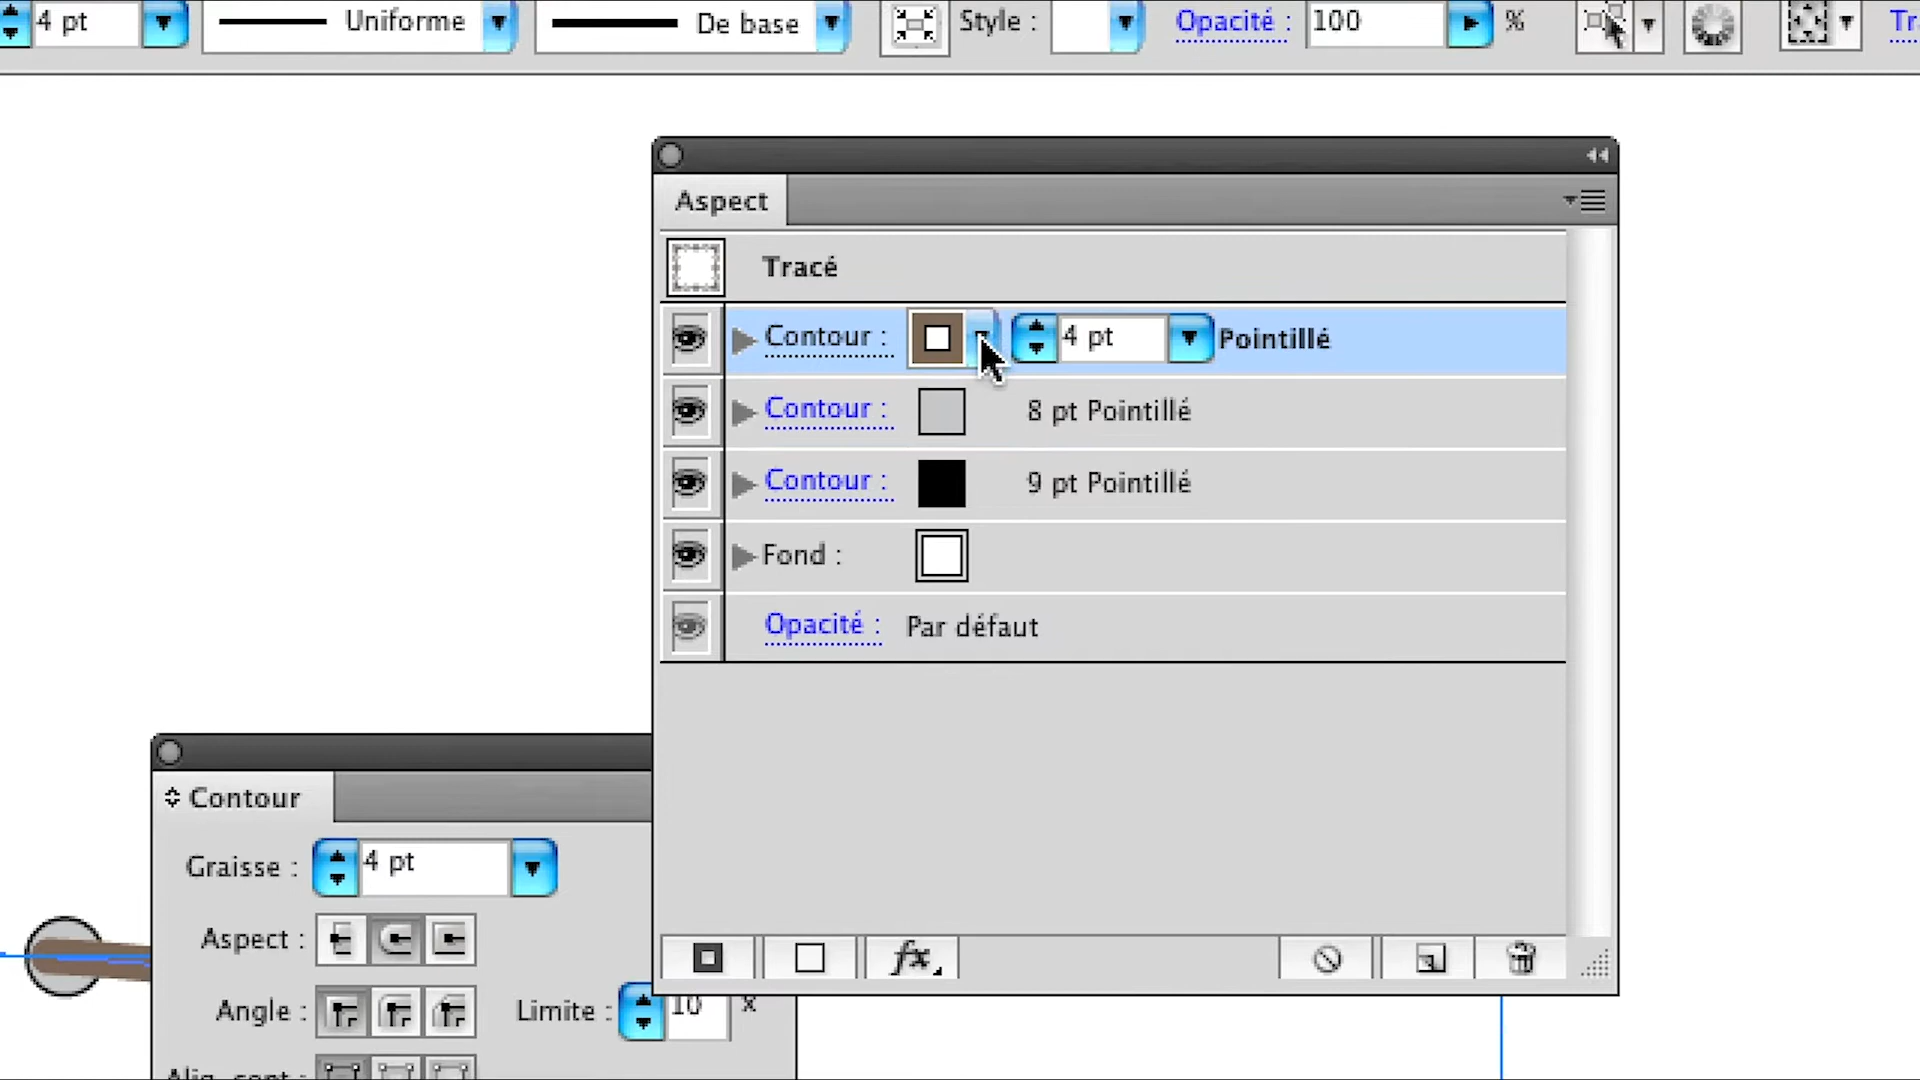 4 pt Uniforme De base Style : Opacité : 100 % Tr
Aspect
Tracé
Contour : 4 pt Pointillé
Contour : 8 pt Pointillé
Contour : 9 pt Pointillé
Fond :
Opacité : Par défaut
fx
Contour
Graisse : 4 pt
Aspect :
Angle : Limite : 10 x